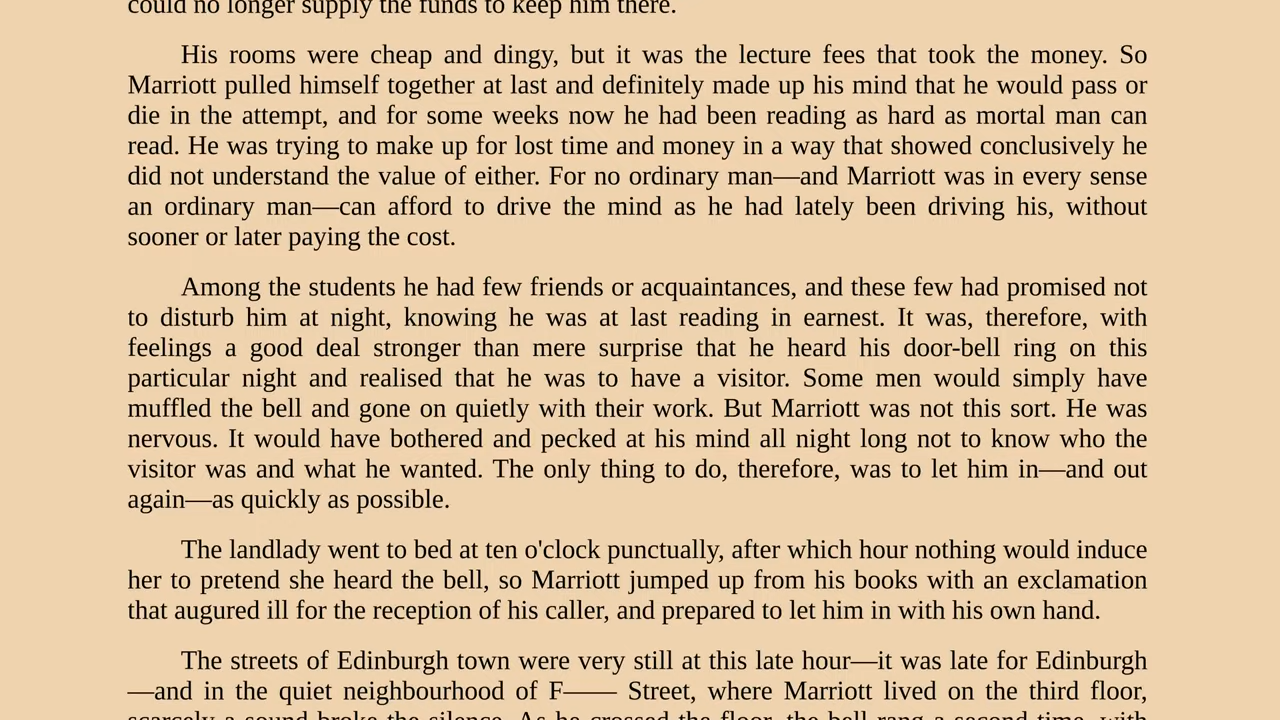 could no longer supply the funds to keep him there.
His rooms were cheap and dingy, but it was the lecture fees that took the money. So
Marriott pulled himself together at last and definitely made up his mind that he would pass or
die in the attempt, and for some weeks now he had been reading as hard as mortal man can
read. He was trying to make up for lost time and money in a way that showed conclusively he
did not understand the value of either. For no ordinary man—and Marriott was in every sense
an ordinary man—can afford to drive the mind as he had lately been driving his, without
sooner or later paying the cost.
Among the students he had few friends or acquaintances, and these few had promised not
to disturb him at night, knowing he was at last reading in earnest. It was, therefore, with
feelings a good deal stronger than mere surprise that he heard his door-bell ring on this
particular night and realised that he was to have a visitor. Some men would simply have
muffled the bell and gone on quietly with their work. But Marriott was not this sort. He was
nervous. It would have bothered and pecked at his mind all night long not to know who the
visitor was and what he wanted. The only thing to do, therefore, was to let him in—and out
again—as quickly as possible.
The landlady went to bed at ten o'clock punctually, after which hour nothing would induce
her to pretend she heard the bell, so Marriott jumped up from his books with an exclamation
that augured ill for the reception of his caller, and prepared to let him in with his own hand.
The streets of Edinburgh town were very still at this late hour—it was late for Edinburgh
—and in the quiet neighbourhood of F—— Street, where Marriott lived on the third floor,
scarcely a sound broke the silence. As he crossed the floor, the bell rang a second time, with